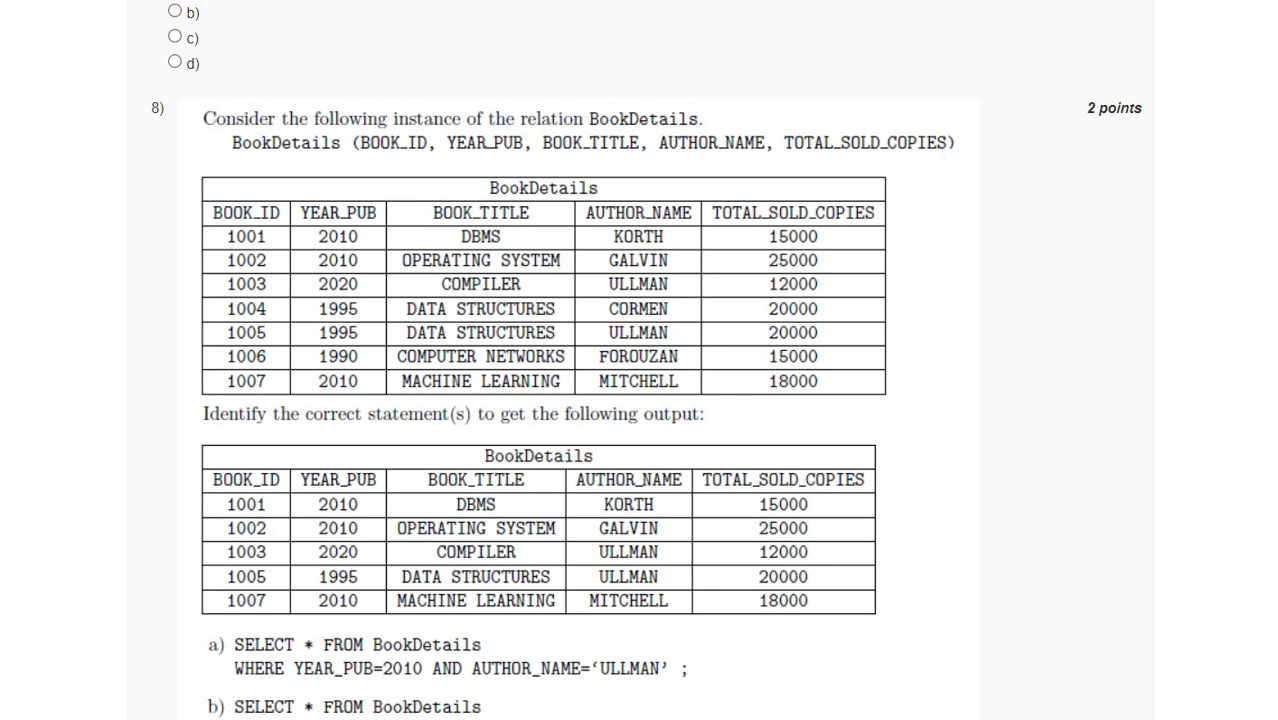 b)
c)
d)
8)
2 points
Consider the following instance of the relation BookDetails.
BookDetails (BOOK_ID, YEAR_PUB, BOOK_TITLE, AUTHOR_NAME, TOTAL_SOLD_COPIES)
BookDetails
BOOK_ID YEAR_PUB BOOK_TITLE AUTHOR_NAME TOTAL_SOLD_COPIES
1001 2010 DBMS KORTH 15000
1002 2010 OPERATING SYSTEM GALVIN 25000
1003 2020 COMPILER ULLMAN 12000
1004 1995 DATA STRUCTURES CORMEN 20000
1005 1995 DATA STRUCTURES ULLMAN 20000
1006 1990 COMPUTER NETWORKS FOROUZAN 15000
1007 2010 MACHINE LEARNING MITCHELL 18000
Identify the correct statement(s) to get the following output:
BookDetails
BOOK_ID YEAR_PUB BOOK_TITLE AUTHOR_NAME TOTAL_SOLD_COPIES
1001 2010 DBMS KORTH 15000
1002 2010 OPERATING SYSTEM GALVIN 25000
1003 2020 COMPILER ULLMAN 12000
1005 1995 DATA STRUCTURES ULLMAN 20000
1007 2010 MACHINE LEARNING MITCHELL 18000
a) SELECT * FROM BookDetails
WHERE YEAR_PUB=2010 AND AUTHOR_NAME=‘ULLMAN’ ;
b) SELECT * FROM BookDetails